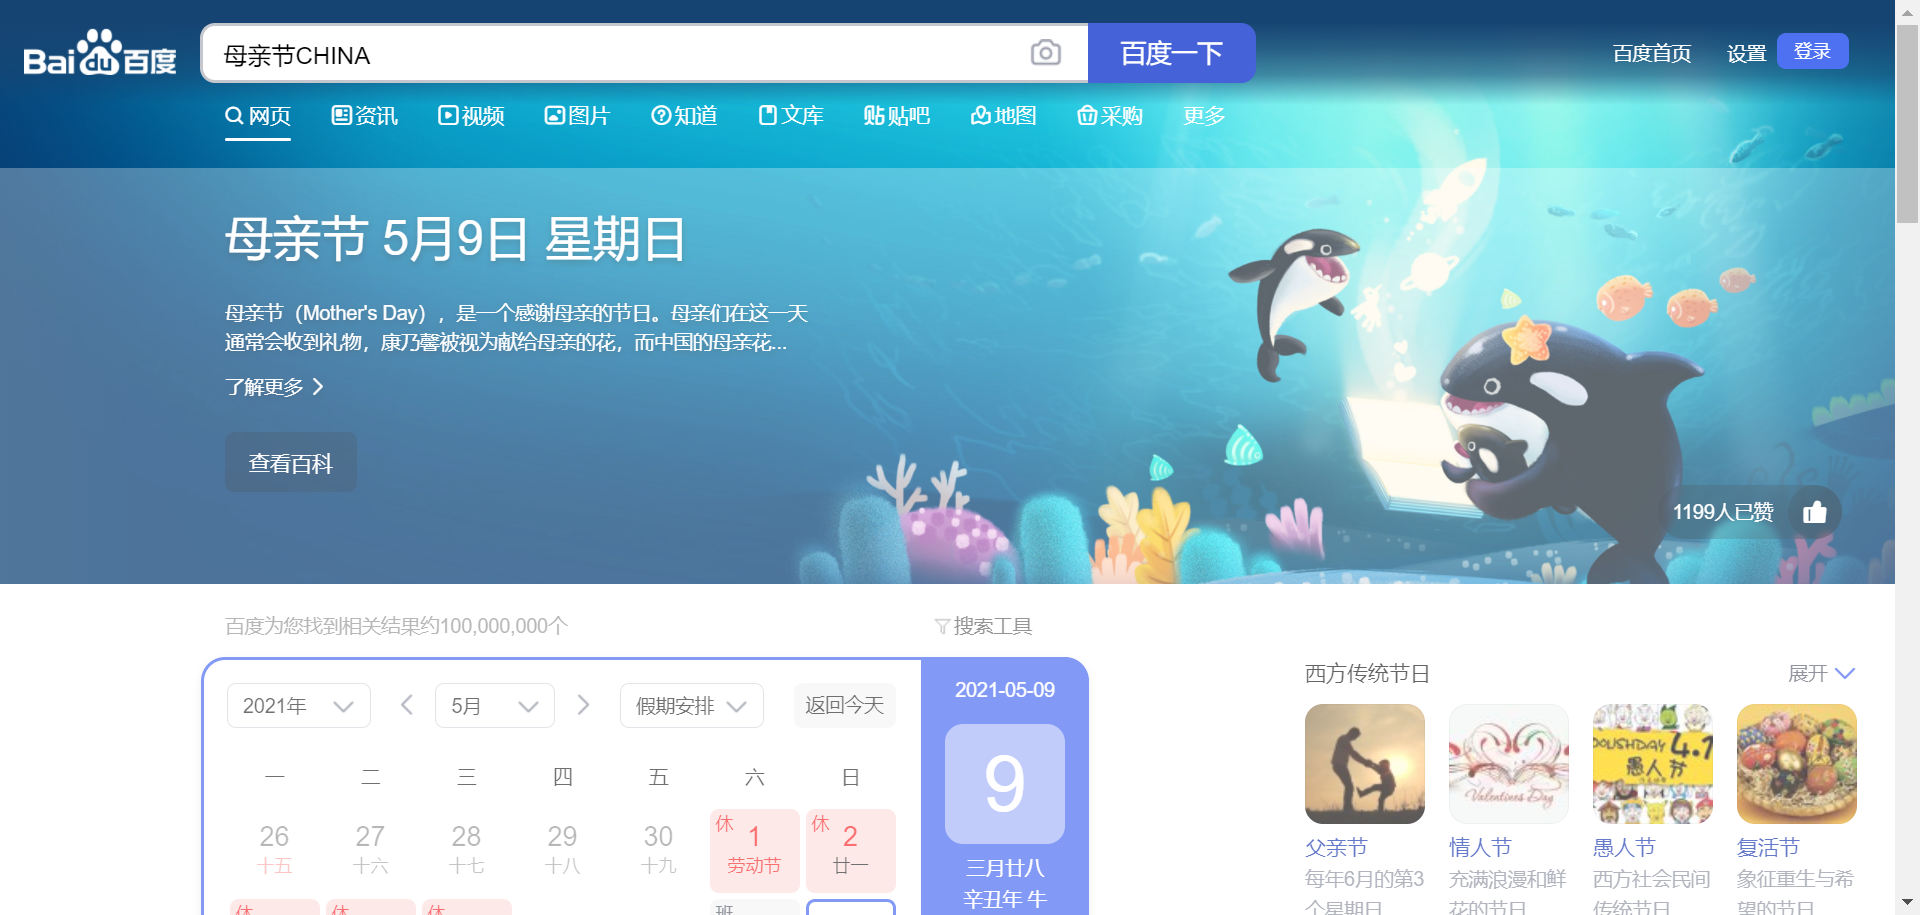 Bai du 百度
母亲节CHINA
百度一下
百度首页 设置 登录
网页 资讯 视频 图片 知道 文库 贴吧 地图 采购 更多
母亲节 5月9日 星期日
母亲节（Mother's Day），是一个感谢母亲的节日。母亲们在这一天
通常会收到礼物，康乃馨被视为献给母亲的花，而中国的母亲花...
了解更多
查看百科
1199人已赞
百度为您找到相关结果约100,000,000个
搜索工具
2021年 5月 假期安排 返回今天
一 二 三 四 五 六 日
26 27 28 29 30 休 1 休 2
十五 十六 十七 十八 十九 劳动节 廿一
休 休 休 班
2021-05-09
9
三月廿八
辛丑年 牛
西方传统节日
展开
Valentines Day
愚人节
父亲节
每年6月的第3
个星期日
情人节
充满浪漫和鲜
花的节日
愚人节
西方社会民间
传统节日
复活节
象征重生与希
望的节日